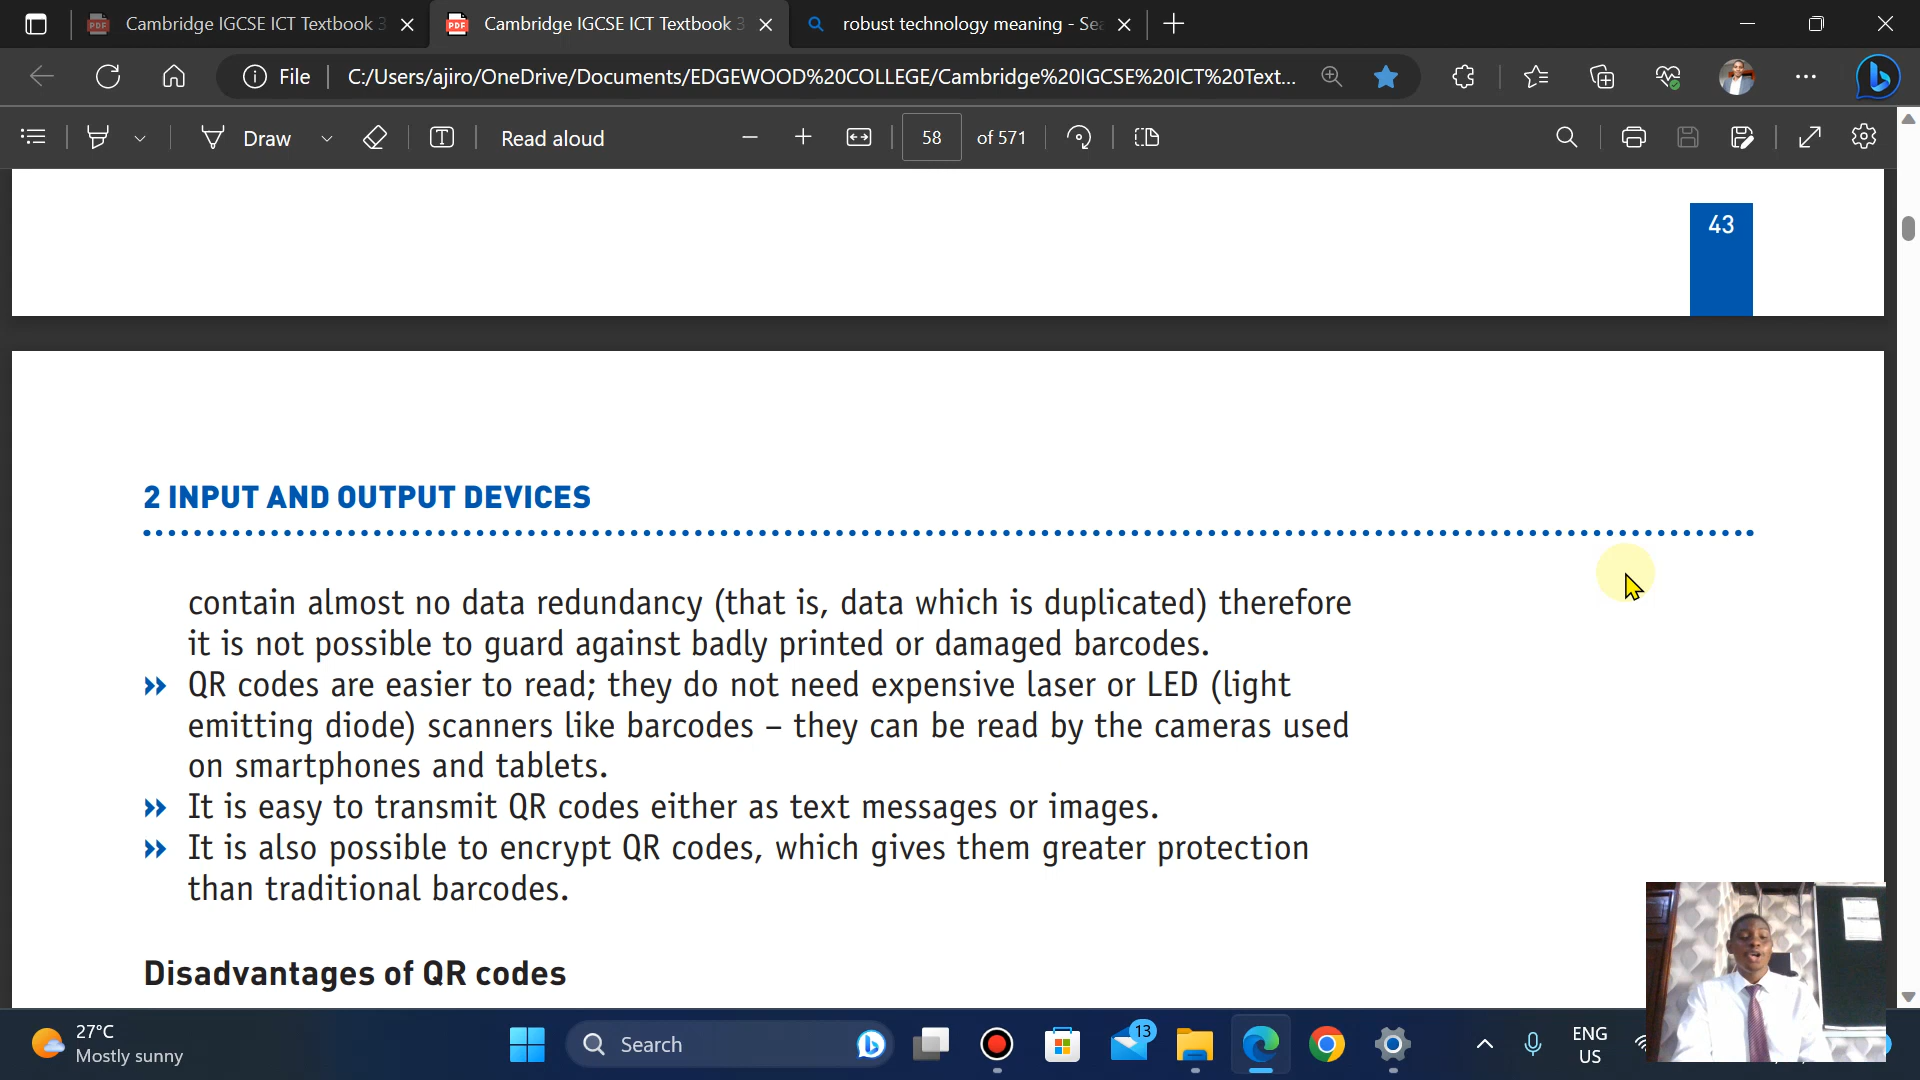 Cambridge IGCSE ICT Textbook 3
Cambridge IGCSE ICT Textbook 3
robust technology meaning - Sea
File
C:/Users/ajiro/OneDrive/Documents/EDGEWOOD%20COLLEGE/Cambridge%20IGCSE%20ICT%20Text...
Draw
Read aloud
58
of 571
43
2 INPUT AND OUTPUT DEVICES
contain almost no data redundancy (that is, data which is duplicated) therefore
it is not possible to guard against badly printed or damaged barcodes.
» QR codes are easier to read; they do not need expensive laser or LED (light
emitting diode) scanners like barcodes – they can be read by the cameras used
on smartphones and tablets.
» It is easy to transmit QR codes either as text messages or images.
» It is also possible to encrypt QR codes, which gives them greater protection
than traditional barcodes.
Disadvantages of QR codes
27°C
Mostly sunny
Search
13
ENG
US